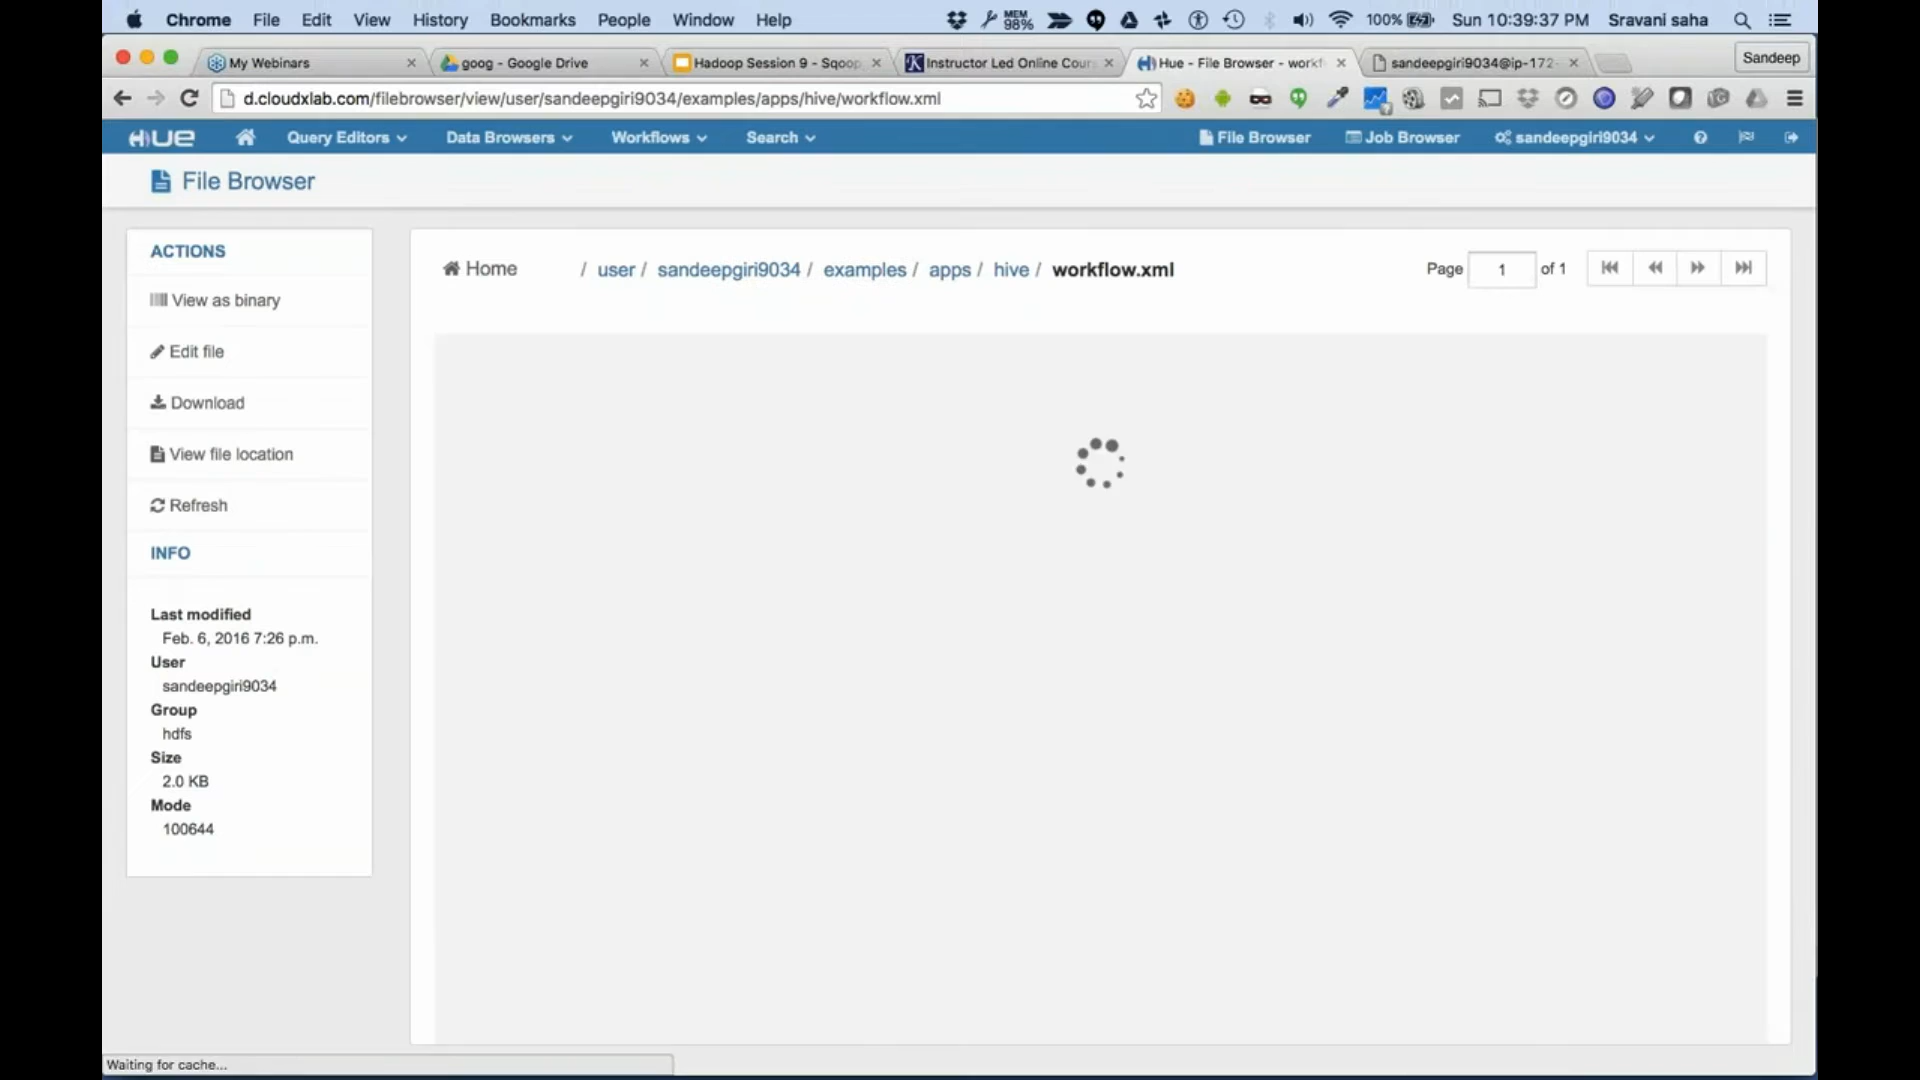 Chrome File Edit View History Bookmarks People Window Help MEM 98% 100% Sun 10:39:37 PM Sravani saha
My Webinars goog - Google Drive Hadoop Session 9 - Sqoop Instructor Led Online Cour Hue - File Browser - workf sandeepgiri9034@ip-172- Sandeep
d.cloudxlab.com/filebrowser/view/user/sandeepgiri9034/examples/apps/hive/workflow.xml
HUE Query Editors Data Browsers Workflows Search File Browser Job Browser sandeepgiri9034
File Browser
ACTIONS
View as binary
Edit file
Download
View file location
Refresh
INFO
Last modified
Feb. 6, 2016 7:26 p.m.
User
sandeepgiri9034
Group
hdfs
Size
2.0 KB
Mode
100644
Home / user / sandeepgiri9034 / examples / apps / hive / workflow.xml Page 1 of 1
Waiting for cache...